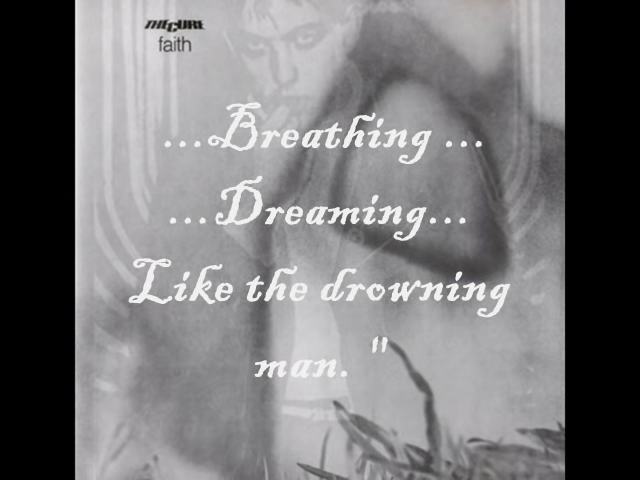 THE CURE
faith
...Breathing ...
...Dreaming...
Like the drowning
man. "